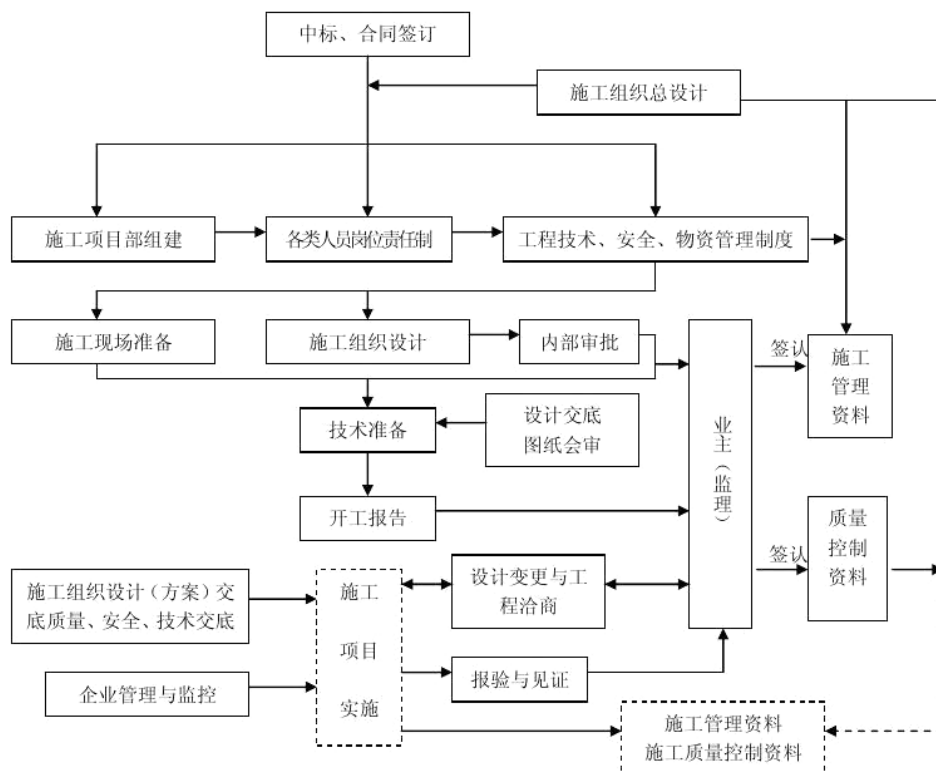 中标、合同签订
施工组织总设计
施工项目部组建
各类人员岗位责任制
工程技术、安全、物资管理制度
施工现场准备
施工组织设计
内部审批
签认
施工
管理
资料
技术准备
设计交底
图纸会审
业主（监理）
开工报告
质量
控制
资料
签认
施工组织设计（方案）交
底质量、安全、技术交底
施工
项目
实施
设计变更与工
程洽商
企业管理与监控
报验与见证
施工管理资料
施工质量控制资料